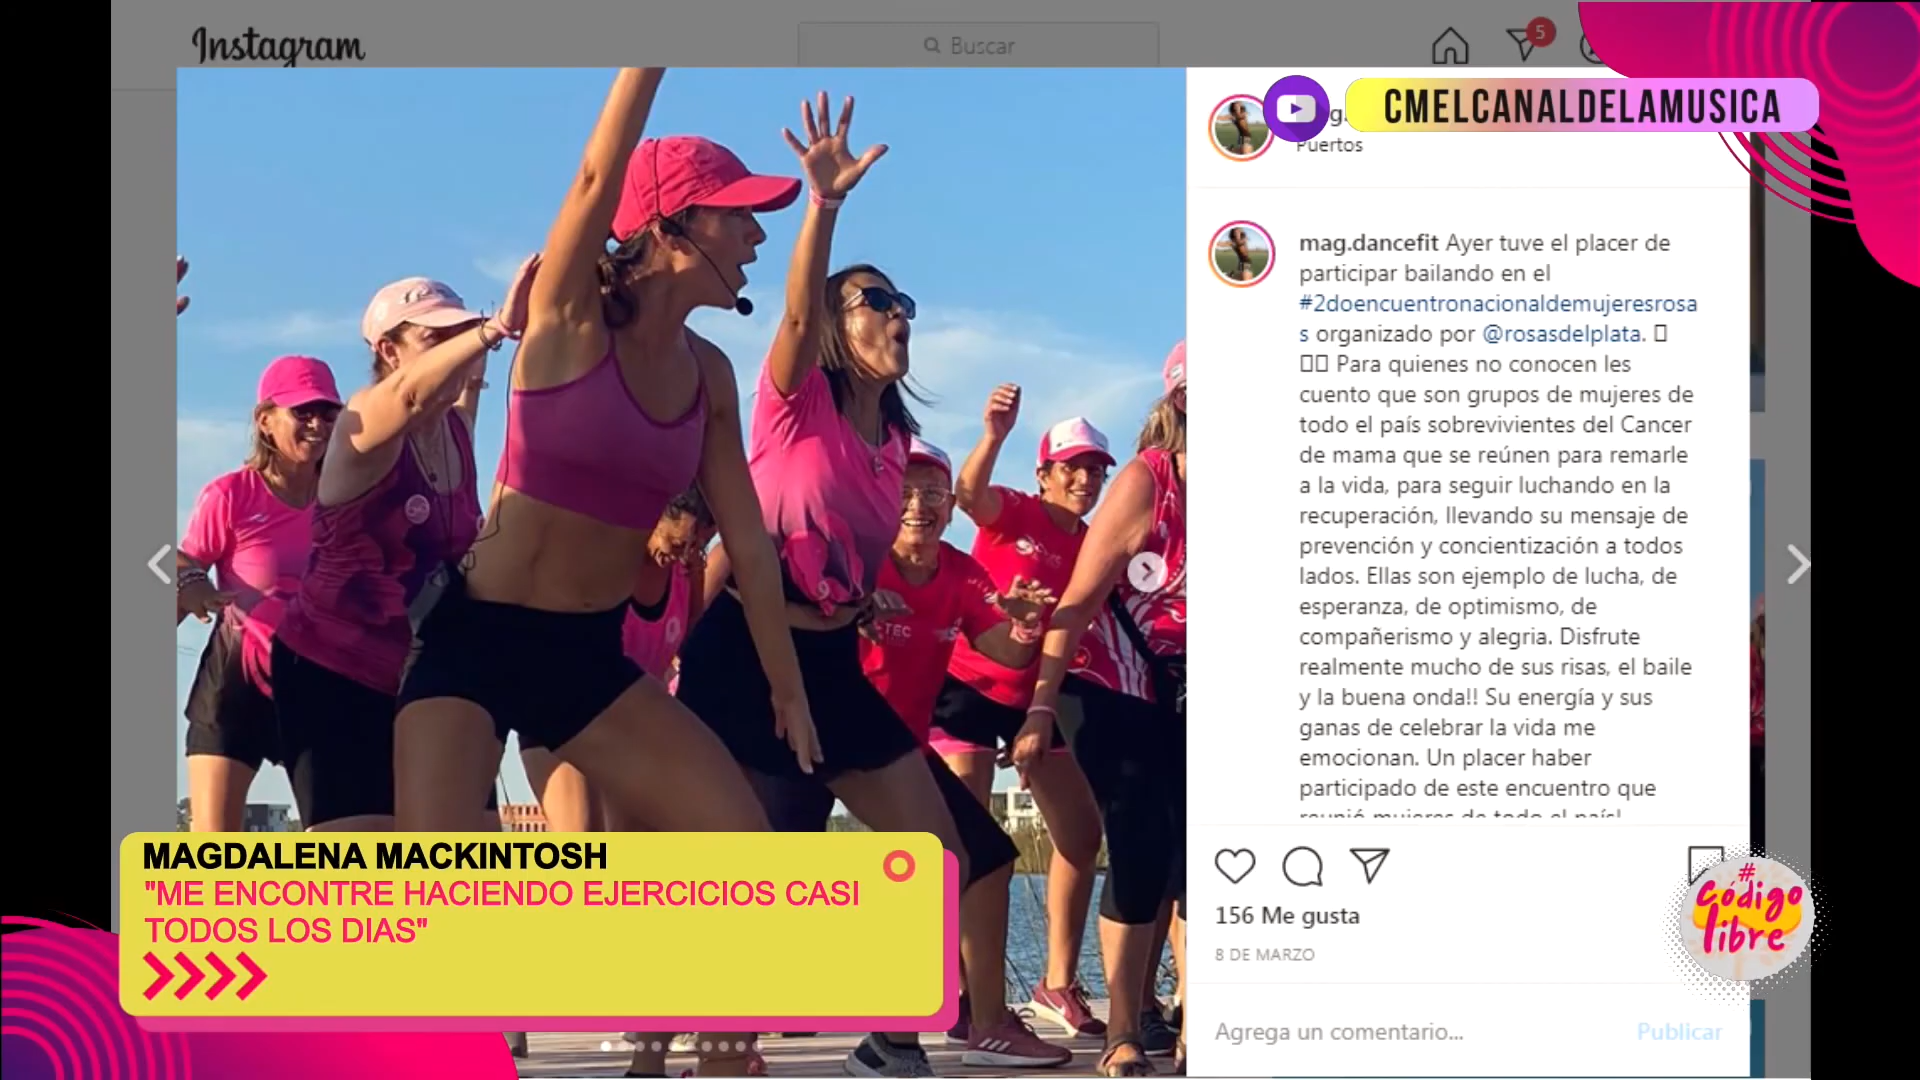 Instagram
Buscar
5
CMELCANALDELAMUSICA
Puertos
mag.dancefit Ayer tuve el placer de
participar bailando en el
#2doencuentronacionaldemujeresrosa
s organizado por @rosasdelplata.
Para quienes no conocen les
cuento que son grupos de mujeres de
todo el país sobrevivientes del Cancer
de mama que se reúnen para remarle
a la vida, para seguir luchando en la
recuperación, llevando su mensaje de
prevención y concientización a todos
lados. Ellas son ejemplo de lucha, de
esperanza, de optimismo, de
compañerismo y alegria. Disfrute
realmente mucho de sus risas, el baile
y la buena onda!! Su energía y sus
ganas de celebrar la vida me
emocionan. Un placer haber
participado de este encuentro que
reunió mujeres de todo el país!
156 Me gusta
8 DE MARZO
Agrega un comentario... Publicar
MAGDALENA MACKINTOSH
"ME ENCONTRE HACIENDO EJERCICIOS CASI
TODOS LOS DIAS"
#
Código
libre